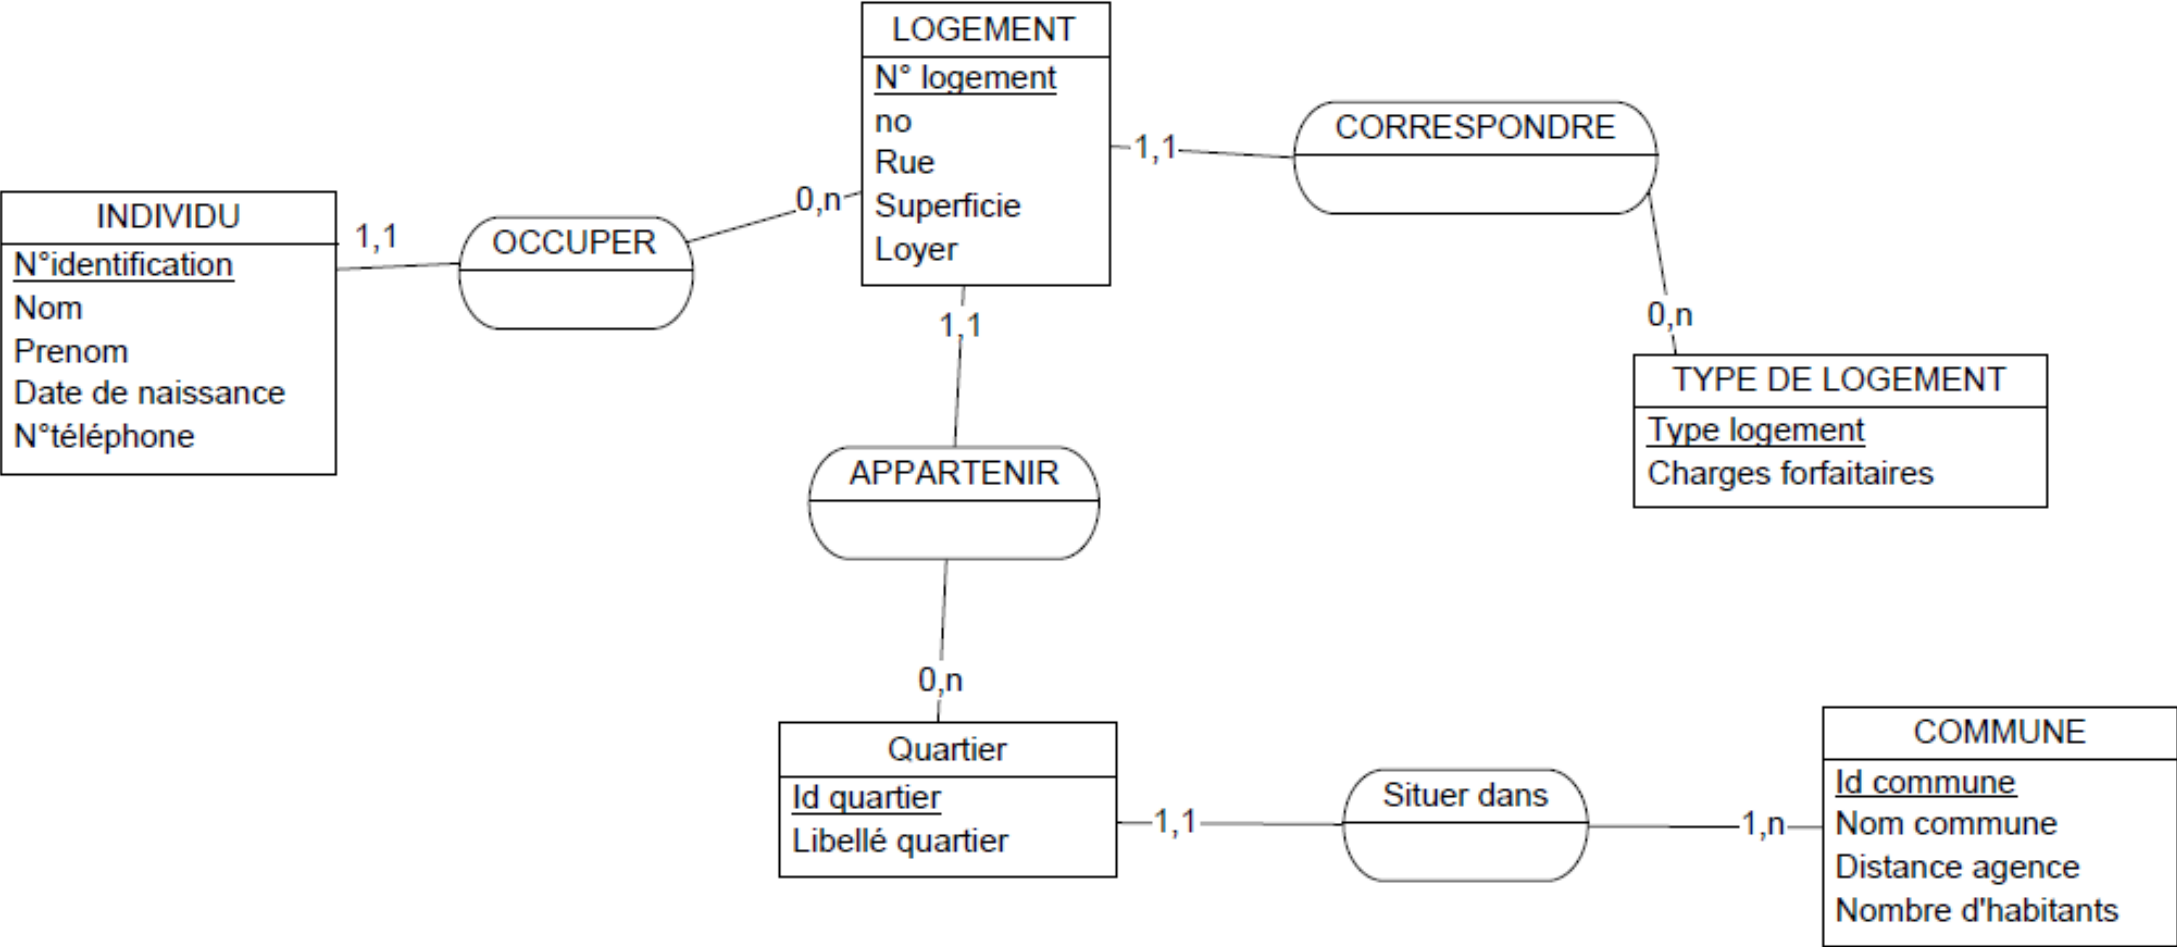 LOGEMENT
N° logement
no
Rue
Superficie
Loyer
1,1
CORRESPONDRE
0,n
TYPE DE LOGEMENT
Type logement
Charges forfaitaires
INDIVIDU
N°identification
Nom
Prenom
Date de naissance
N°téléphone
1,1
OCCUPER
0,n
1,1
APPARTENIR
0,n
Quartier
Id quartier
Libellé quartier
1,1
Situer dans
1,n
COMMUNE
Id commune
Nom commune
Distance agence
Nombre d'habitants